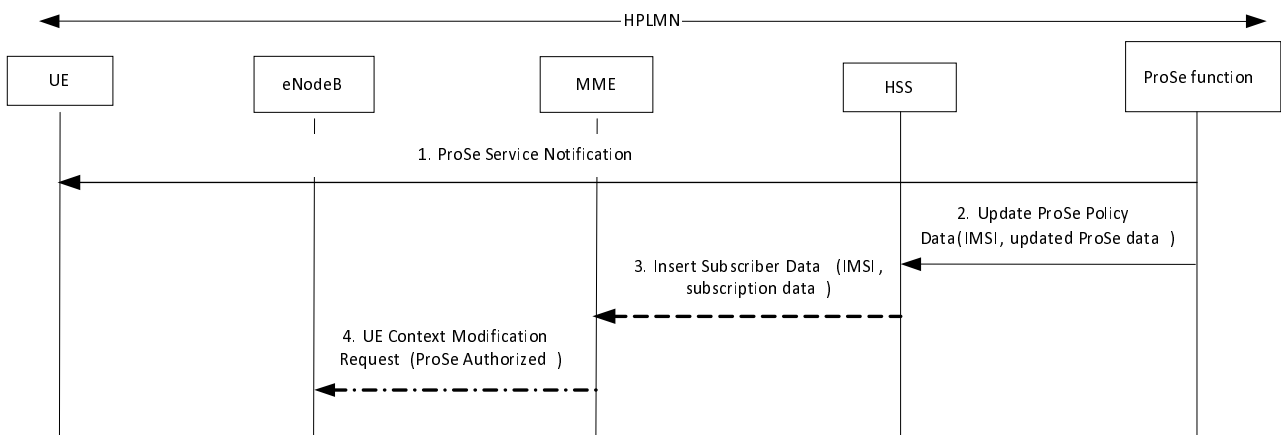 HPLMN
UE
eNodeB
MME
HSS
ProSe function
1. ProSe Service Notification
2. Update ProSe Policy
Data(IMSI, updated ProSe data )
3. Insert Subscriber Data (IMSI,
subscription data )
4. UE Context Modification
Request (ProSe Authorized )